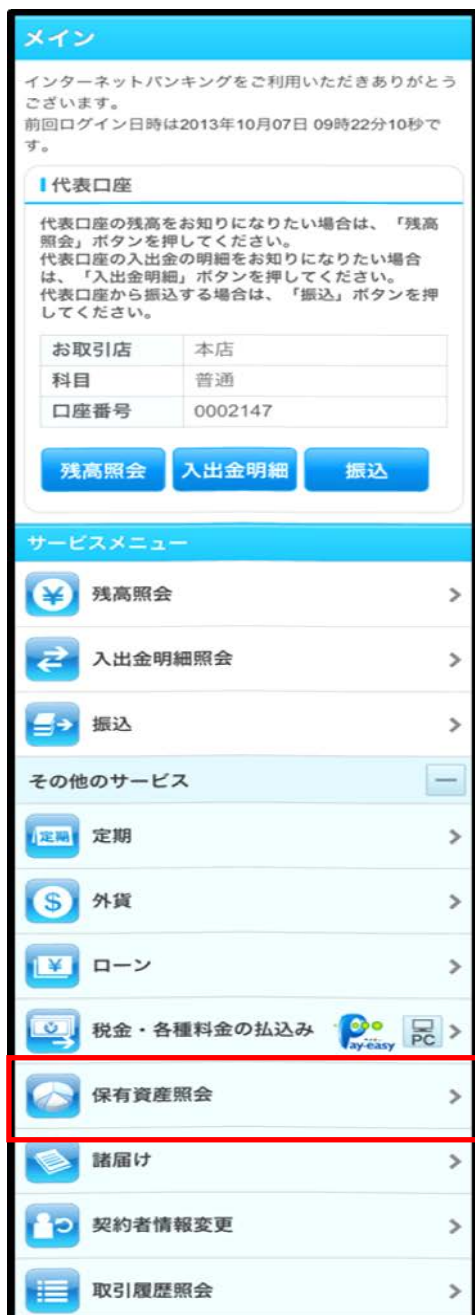 メイン
インターネットバンキングをご利用いただきありがとう
ございます。
前回ログイン日時は2013年10月07日 09時22分10秒で
す。
代表口座
代表口座の残高をお知りになりたい場合は、「残高
照会」ボタンを押してください。
代表口座の入出金の明細をお知りになりたい場合
は、「入出金明細」ボタンを押してください。
代表口座から振込する場合は、「振込」ボタンを押
してください。
お取引店 本店
科目 普通
口座番号 0002147
残高照会 入出金明細 振込
サービスメニュー
¥ 残高照会
入出金明細照会
振込
その他のサービス
定期 定期
$ 外貨
¥ ローン
税金・各種料金の払込み Pay-easy PC
保有資産照会
諸届け
契約者情報変更
取引履歴照会